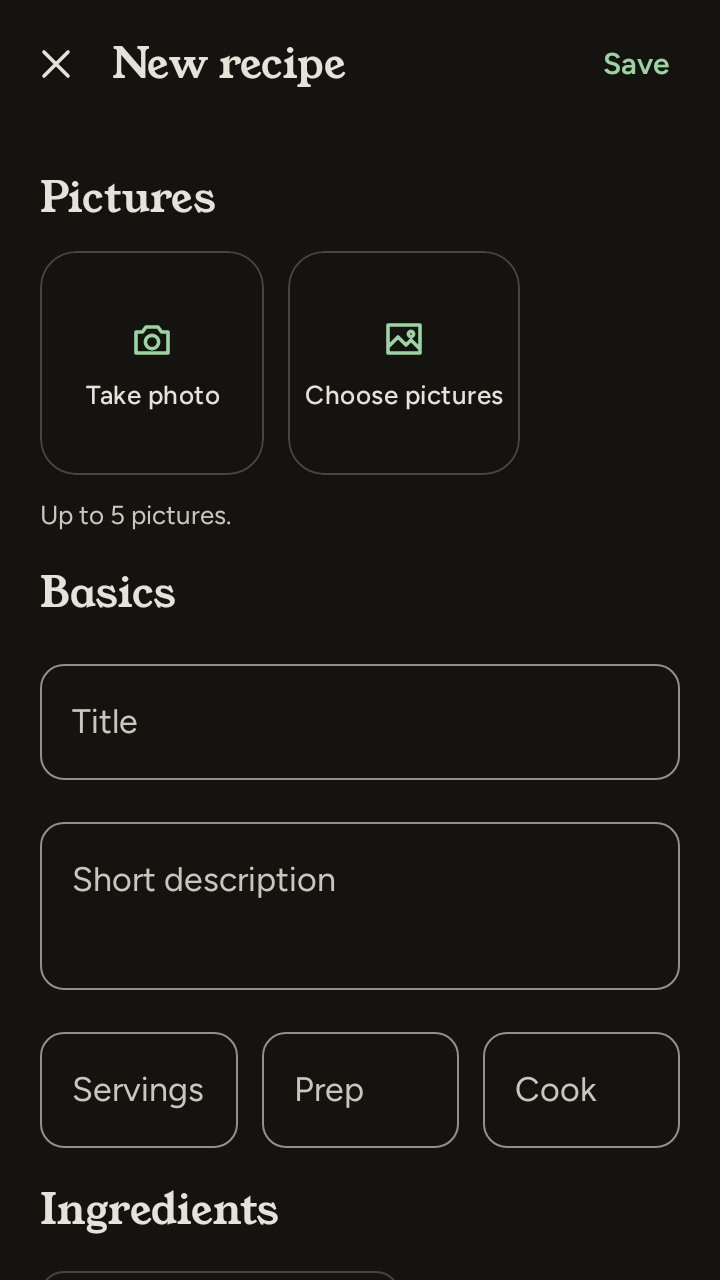 New recipe
Save
Pictures
Take photo
Choose pictures
Up to 5 pictures.
Basics
Title
Short description
Servings
Prep
Cook
Ingredients